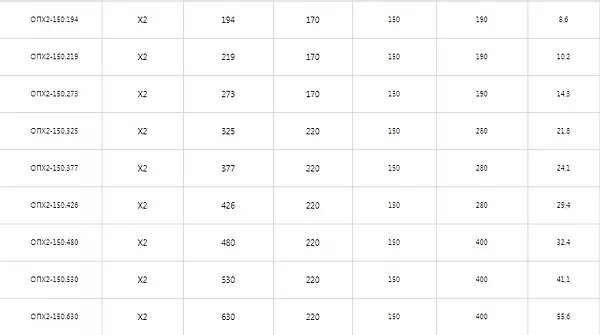 ОПХ2-150.194 Х2 194 170 150 190 8,6
ОПХ2-150.219 Х2 219 170 150 190 10,2
ОПХ2-150.273 Х2 273 170 150 190 14,3
ОПХ2-150.325 Х2 325 220 150 280 21,8
ОПХ2-150.377 Х2 377 220 150 280 24,1
ОПХ2-150.426 Х2 426 220 150 280 29,4
ОПХ2-150.480 Х2 480 220 150 400 32,4
ОПХ2-150.530 Х2 530 220 150 400 41,1
ОПХ2-150.630 Х2 630 220 150 400 55,6